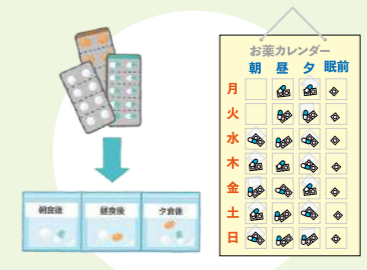 お薬カレンダー
朝 昼 夕 眠前
月
火
水
木
金
土
日
朝食後 昼食後 夕食後